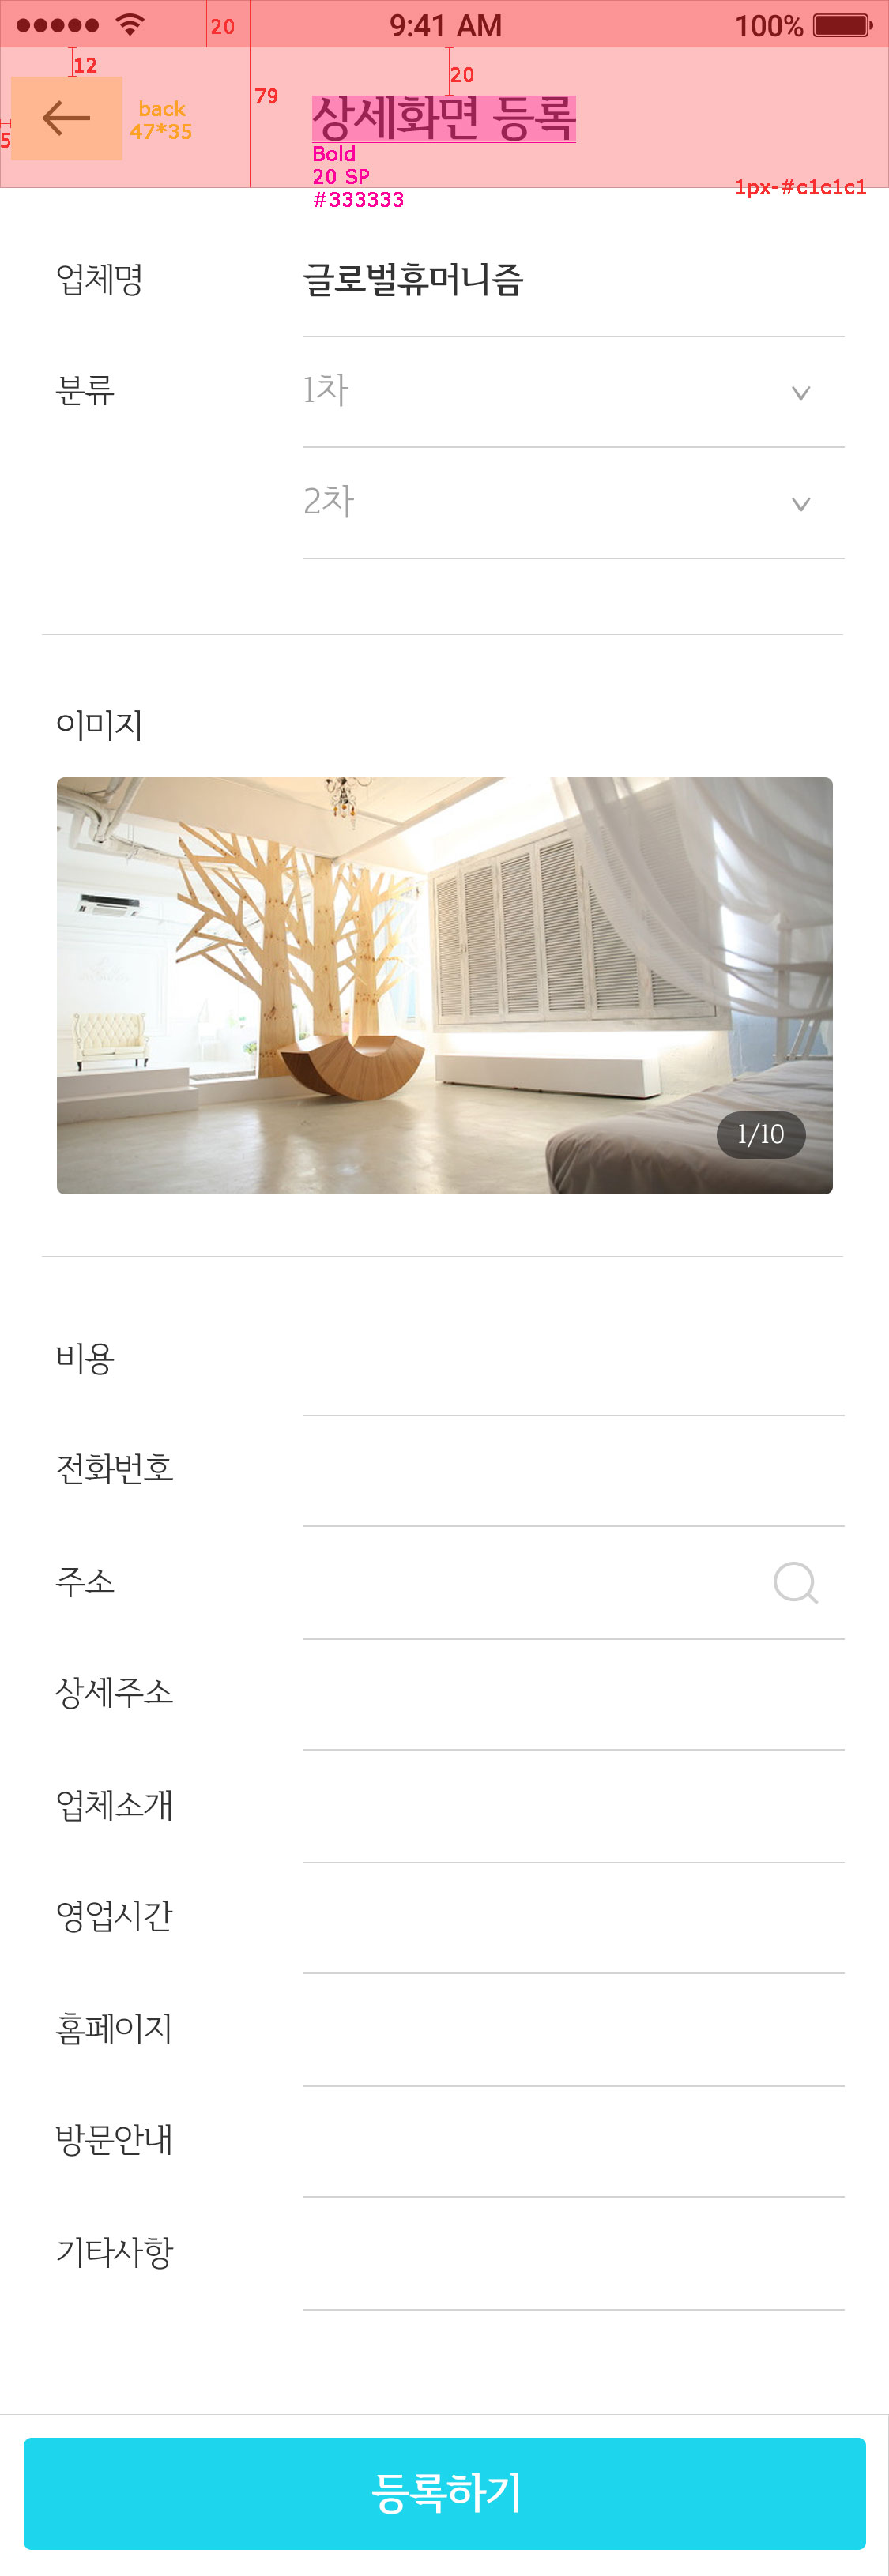 9:41 AM
100%
20
12
20
79
back
47*35
5
상세화면 등록
Bold
20 SP
#333333
1px-#c1c1c1
업체명
글로벌휴머니즘
분류
1차
2차
이미지
1/10
비용
전화번호
주소
상세주소
업체소개
영업시간
홈페이지
방문안내
기타사항
등록하기